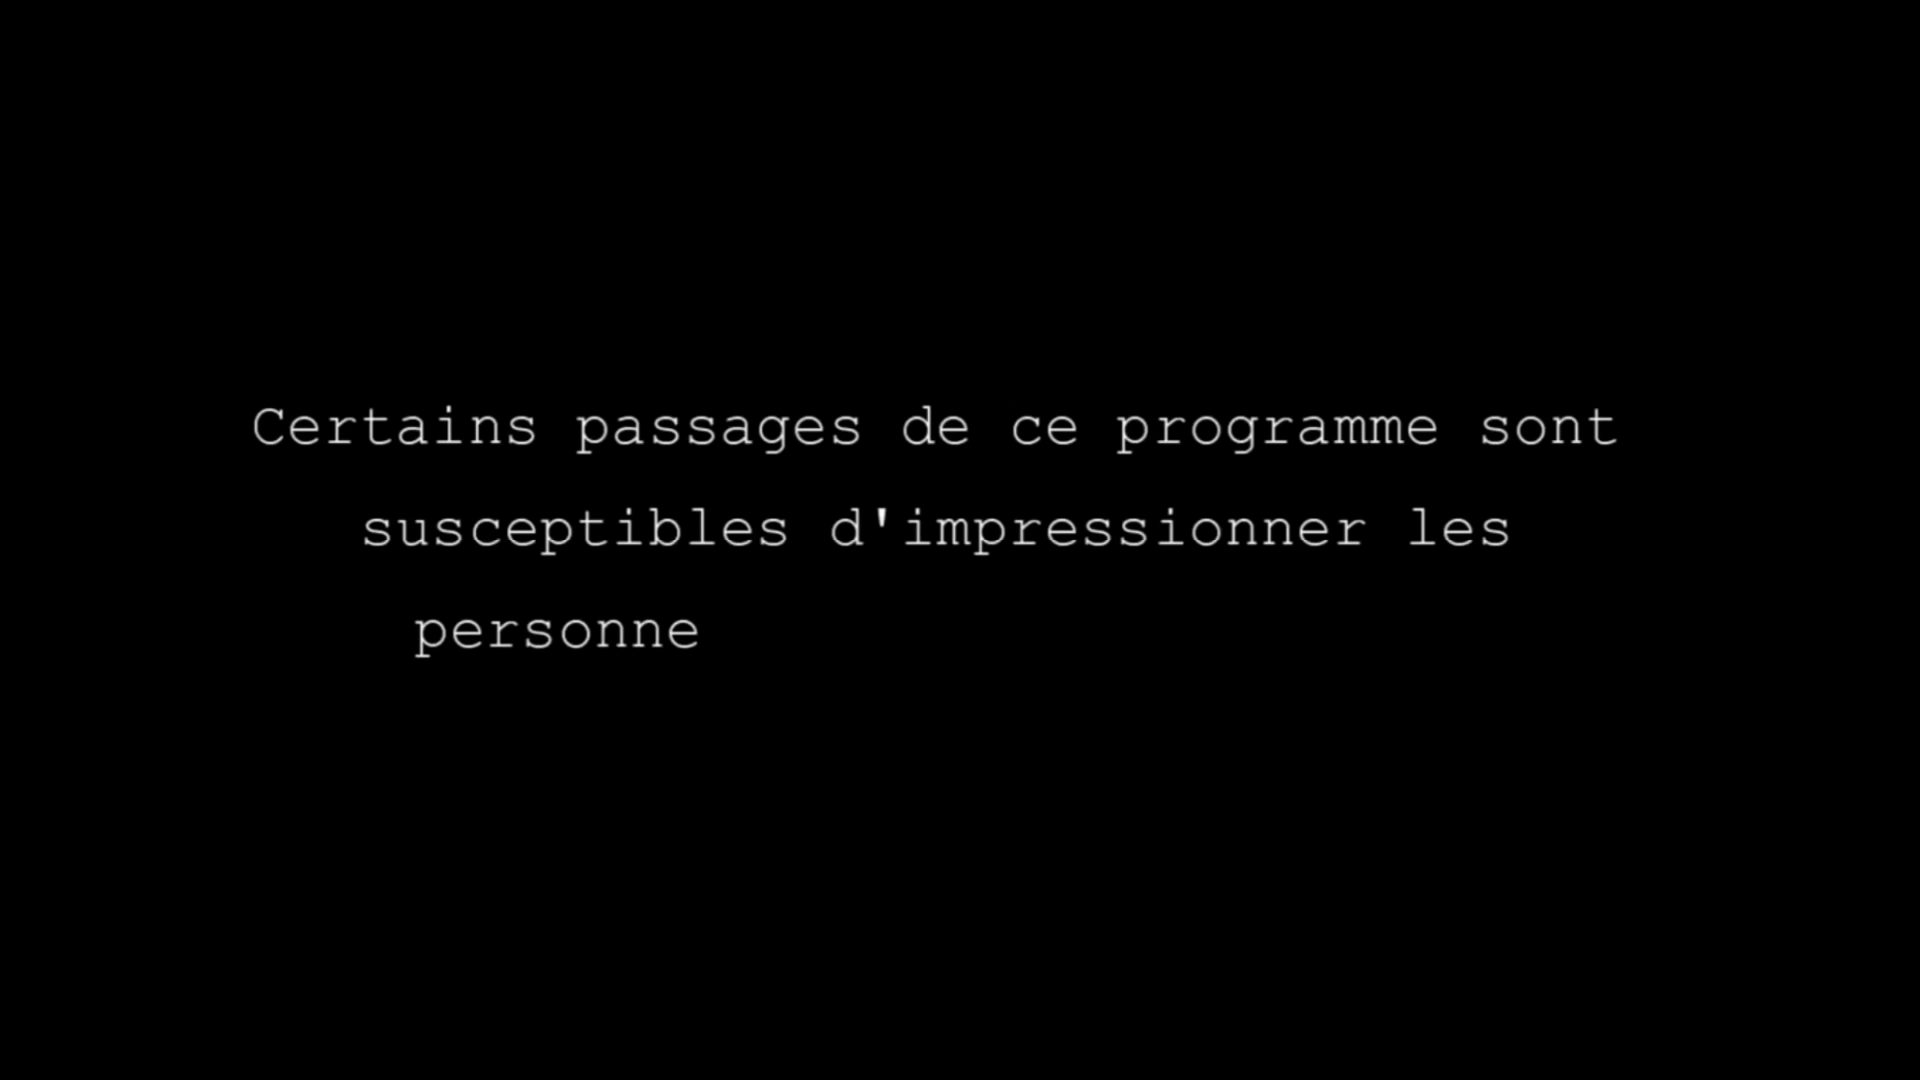 Certains passages de ce programme sont
susceptibles d'impressionner les
personne